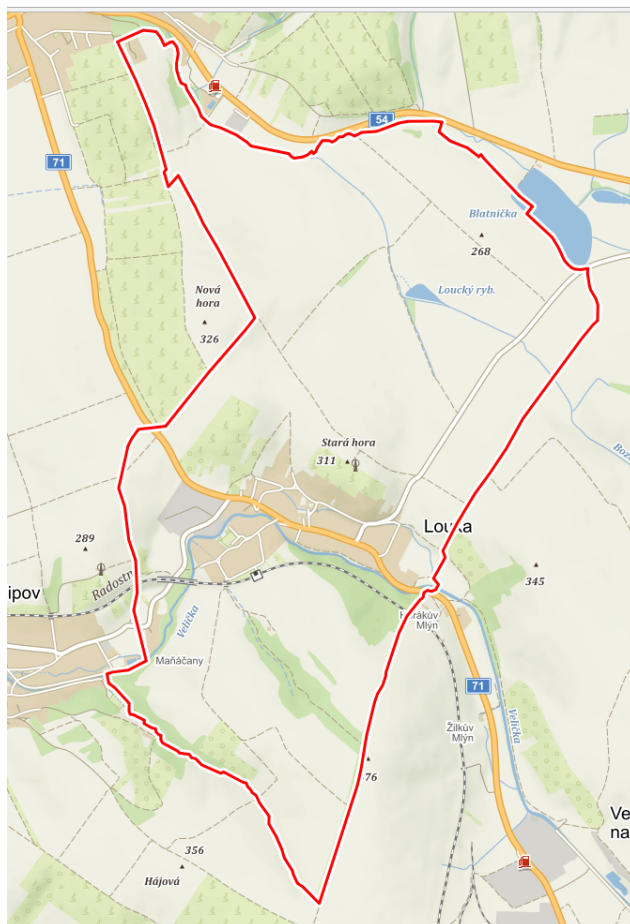 54
71
Blatnička
268
Loucký ryb.
Nová
hora
326
Stará hora
311
Louka
289
345
Radostn
ipov
Velička
Maňáčany
Mlýn
71
Žilkův
Mlýn
Velička
76
356
Hájová
Ve
na